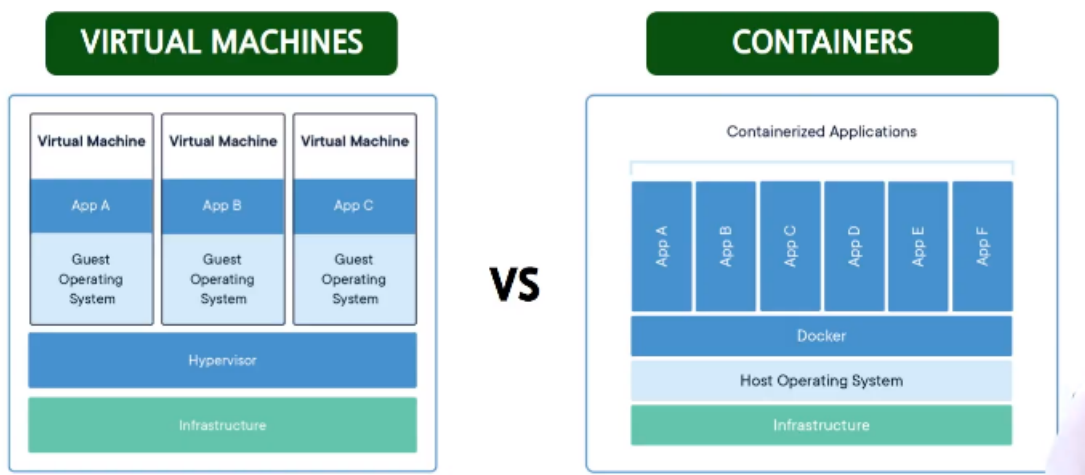 VIRTUAL MACHINES
Virtual Machine
App A
Guest
Operating
System
Virtual Machine
App B
Guest
Operating
System
Virtual Machine
App C
Guest
Operating
System
Hypervisor
Infrastructure
VS
CONTAINERS
Containerized Applications
App A
App B
App C
App D
App E
App F
Docker
Host Operating System
Infrastructure